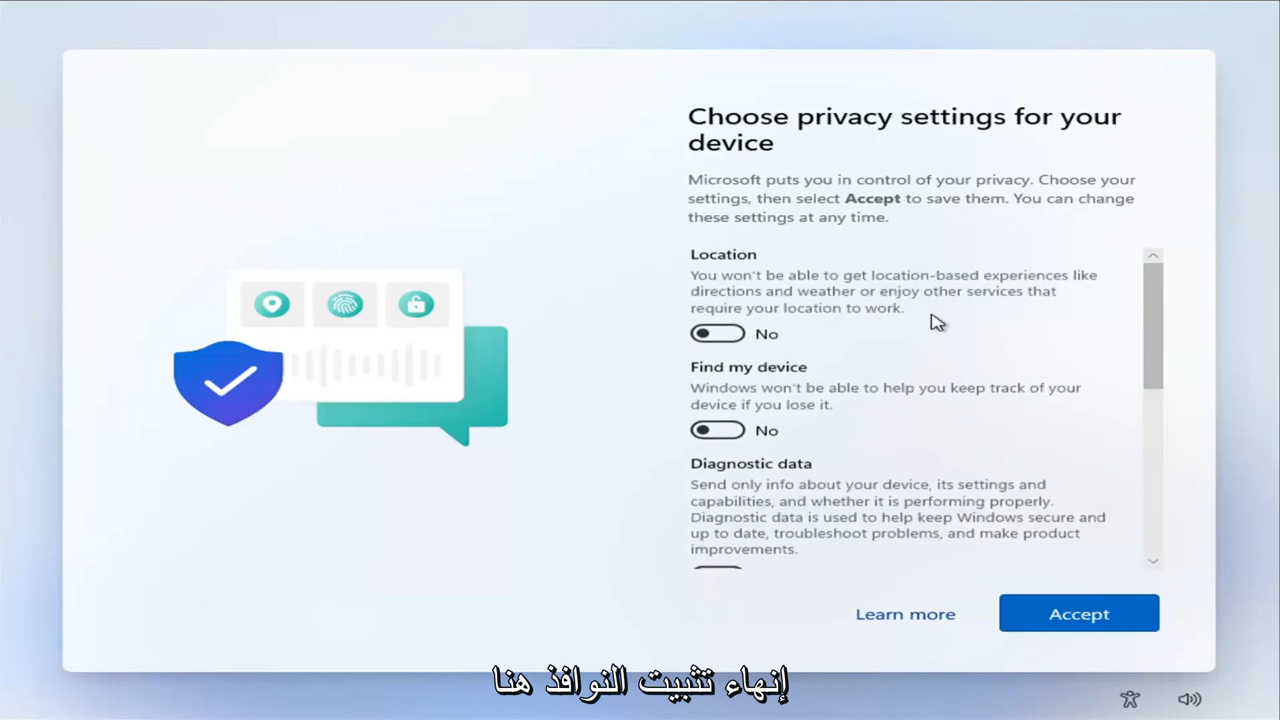 Choose privacy settings for your
device
Microsoft puts you in control of your privacy. Choose your
settings, then select Accept to save them. You can change
these settings at any time.
Location
You won't be able to get location-based experiences like
directions and weather or enjoy other services that
require your location to work.
No
Find my device
Windows won't be able to help you keep track of your
device if you lose it.
No
Diagnostic data
Send only info about your device, its settings and
capabilities, and whether it is performing properly.
Diagnostic data is used to help keep Windows secure and
up to date, troubleshoot problems, and make product
improvements.
Learn more
Accept
إنهاء تثبيت النوافذ هنا